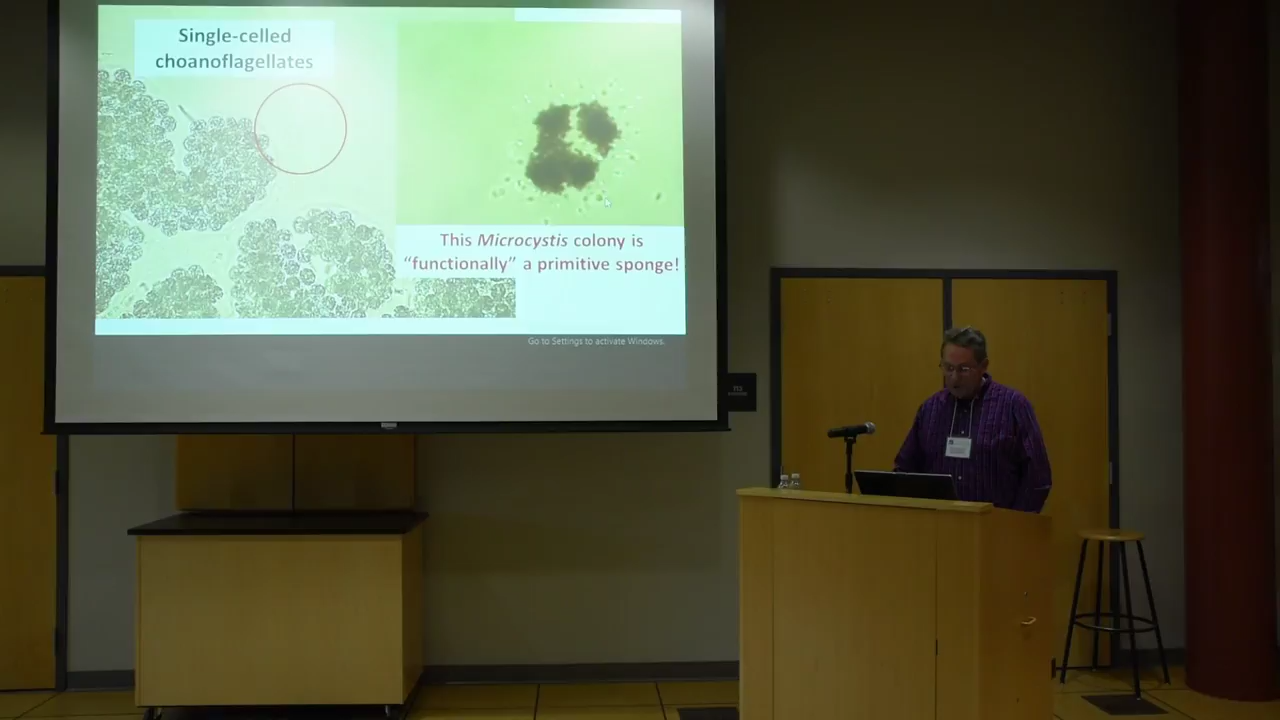 Single-celled
choanoflagellates
This Microcystis colony is
“functionally” a primitive sponge!
Go to Settings to activate Windows.